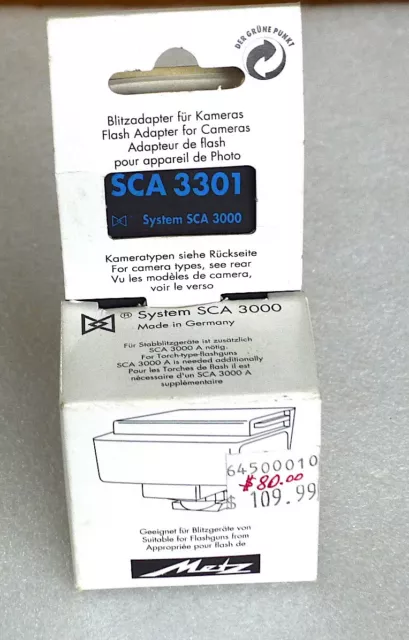 DER GRÜNE PUNKT
Blitzadapter für Kameras
Flash Adapter for Cameras
Adapteur de flash
pour appareil de Photo
SCA 3301
System SCA 3000
Kameratypen siehe Rückseite
For camera types, see rear
Vu les modèles de camera,
voir le verso
® System SCA 3000
Made in Germany
Für Stabblitzgeräte ist zusätzlich
SCA 3000 A nötig.
For Torch-type-flashguns
SCA 3000 A is needed additionally
Pour les Torches de flash il est
nécessaire d'un SCA 3000 A
supplémentaire
64500010
$80.00
$109.99
Geeignet für Blitzgeräte von
Suitable for Flashguns from
Appropriée pour flash de
Metz